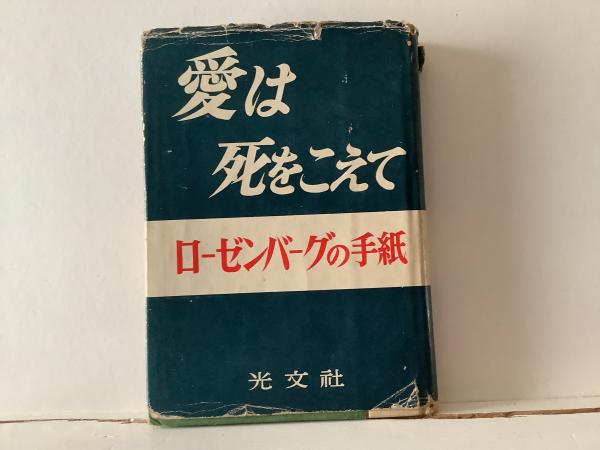 愛は
死をこえて
ローゼンバーグの手紙
光文社